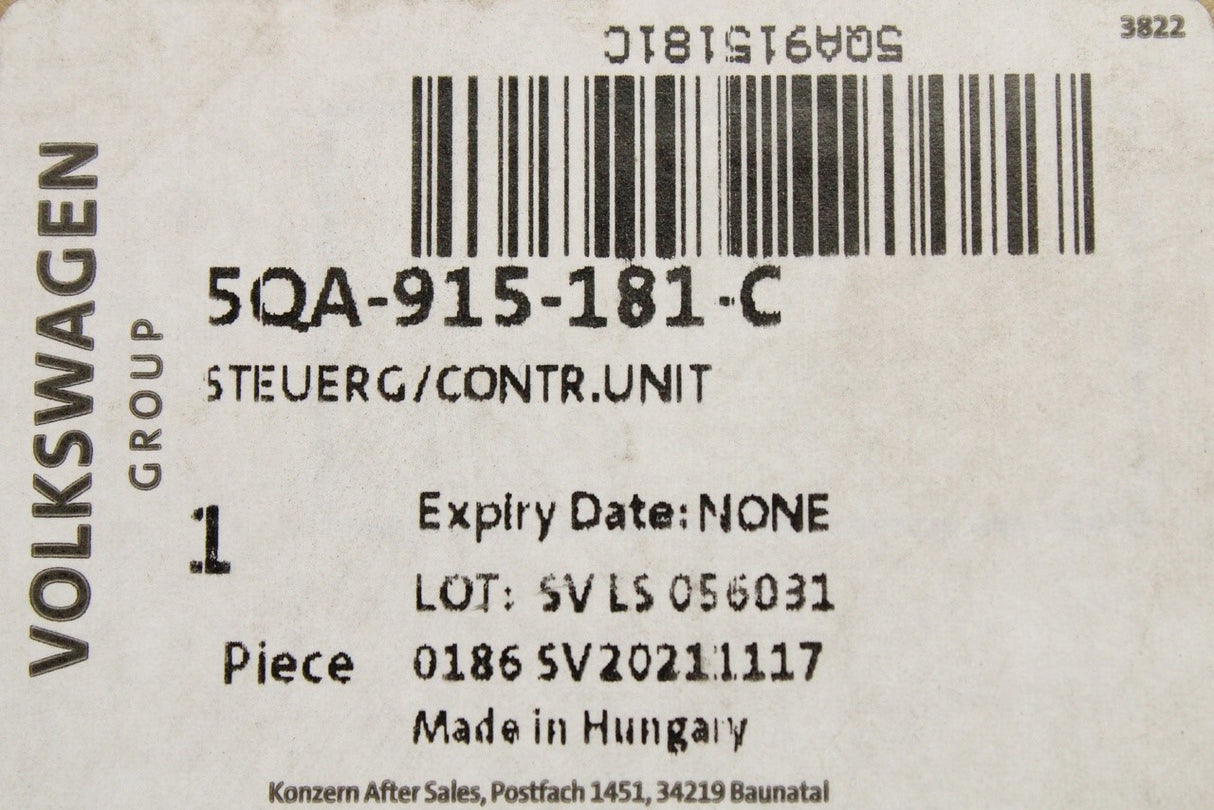 3822
5QA915181C
5QA-915-181-C
STEUERG/CONTR.UNIT
VOLKSWAGEN
GROUP
1
Piece
Expiry Date: NONE
LOT: SV LS 056031
0186 SV20211117
Made in Hungary
Konzern After Sales, Postfach 1451, 34219 Baunatal